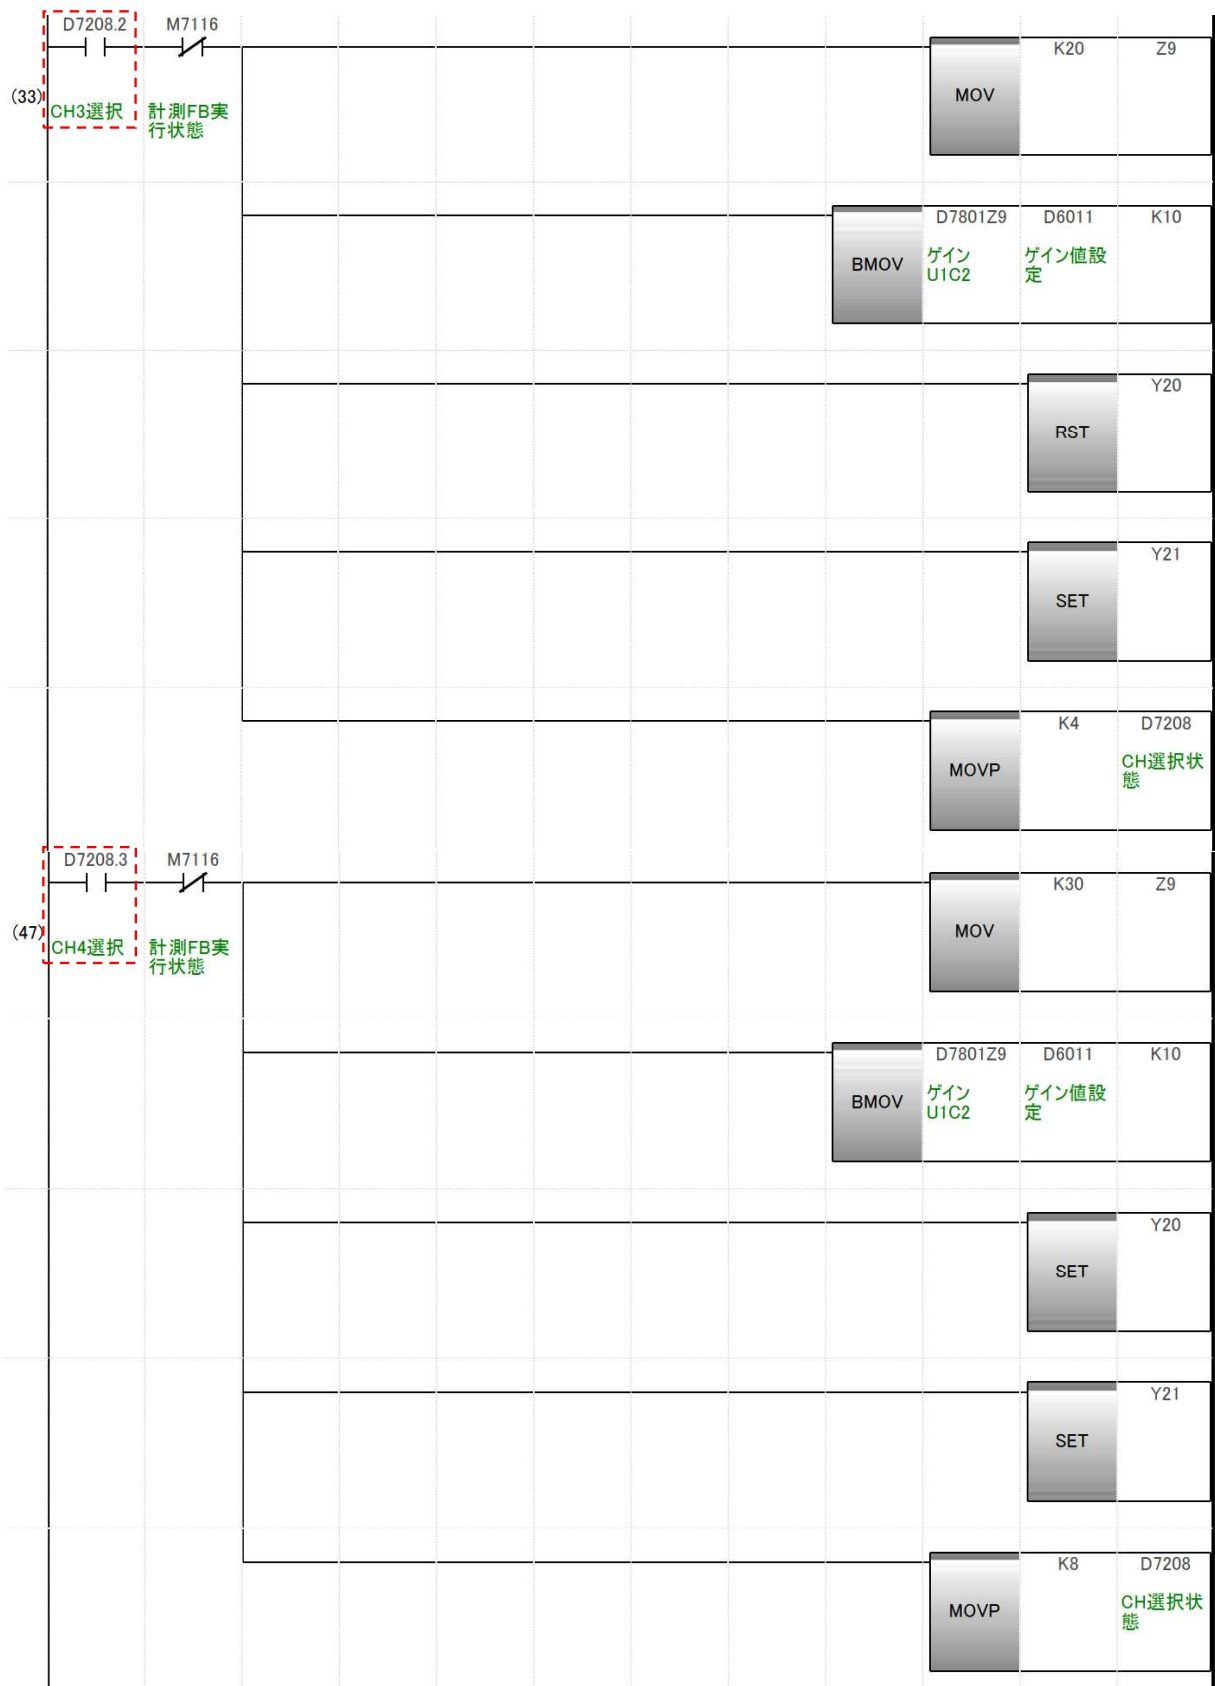 D7208.2 M7116 K20 Z9
(33) MOV
CH3選択 計測FB実
行状態
D7801Z9 D6011 K10
BMOV ゲイン ゲイン値設
U1C2 定
Y20
RST
Y21
SET
K4 D7208
MOVP CH選択状
態
D7208.3 M7116 K30 Z9
(47) MOV
CH4選択 計測FB実
行状態
D7801Z9 D6011 K10
BMOV ゲイン ゲイン値設
U1C2 定
Y20
SET
Y21
SET
K8 D7208
MOVP CH選択状
態